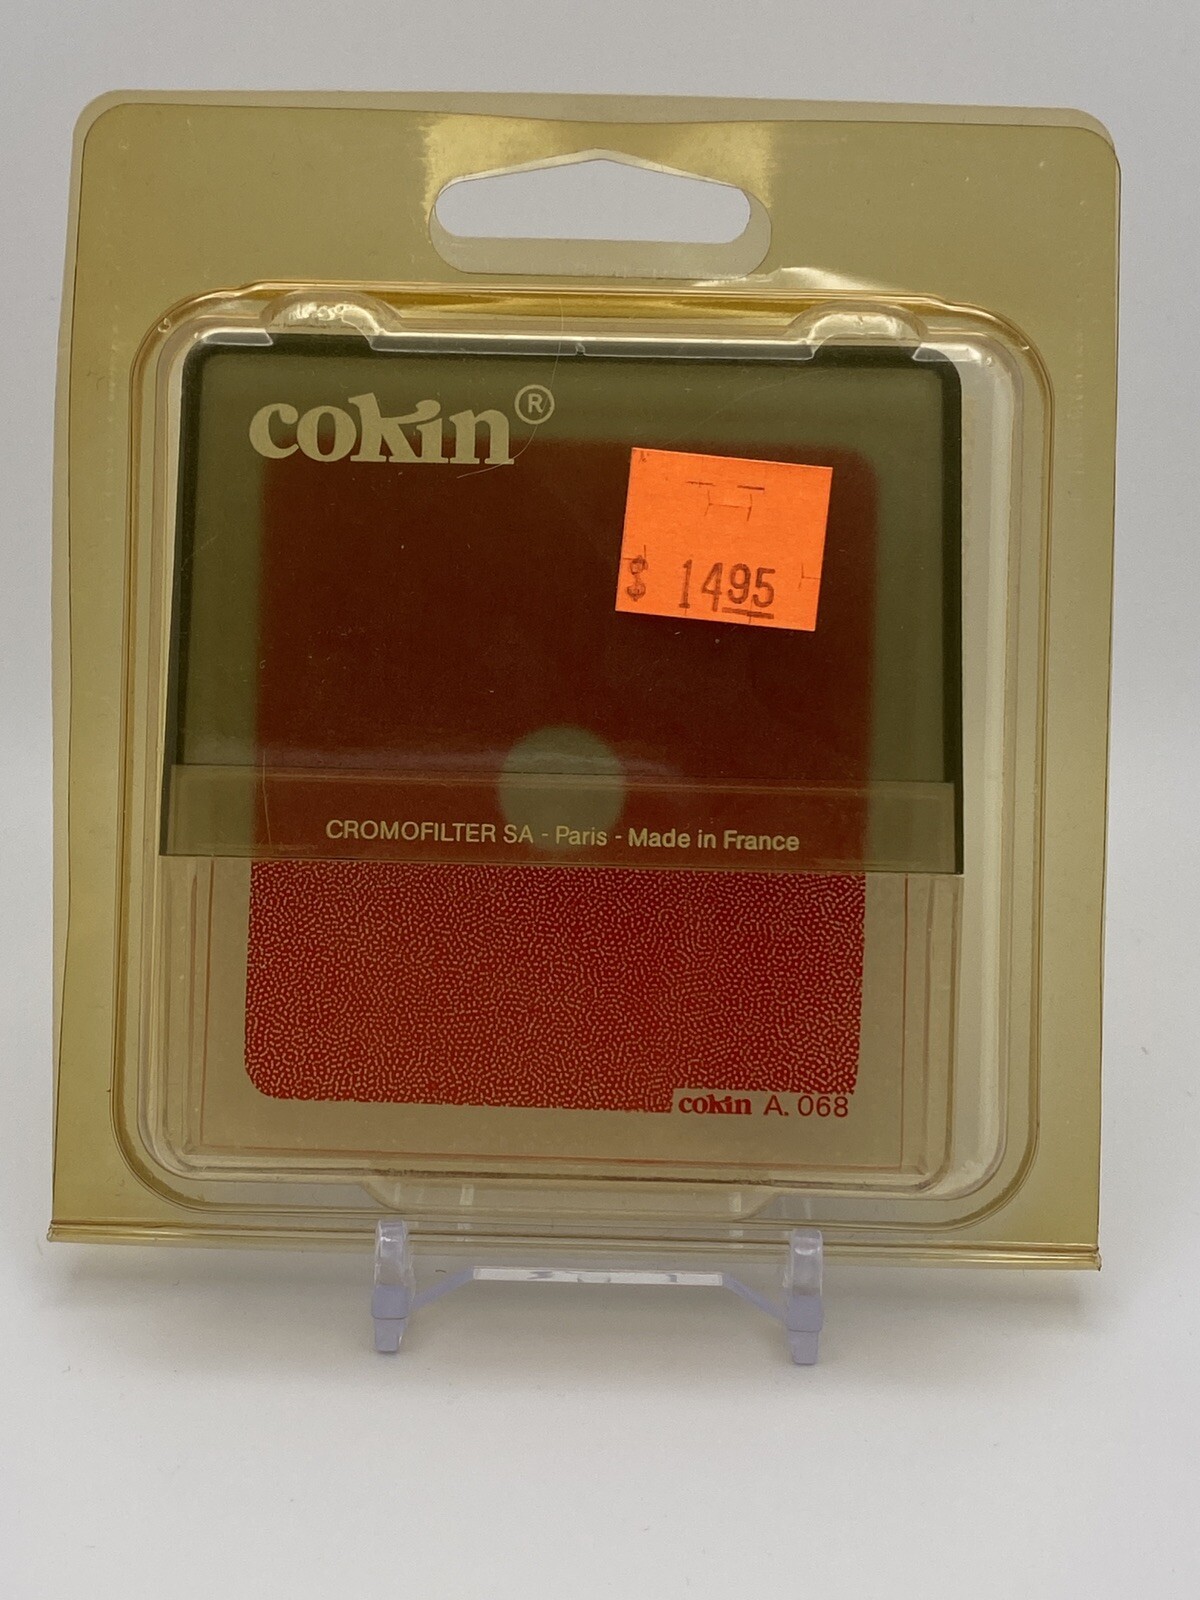 cokin®
$ 1495
CROMOFILTER SA - Paris - Made in France
cokin A. 068